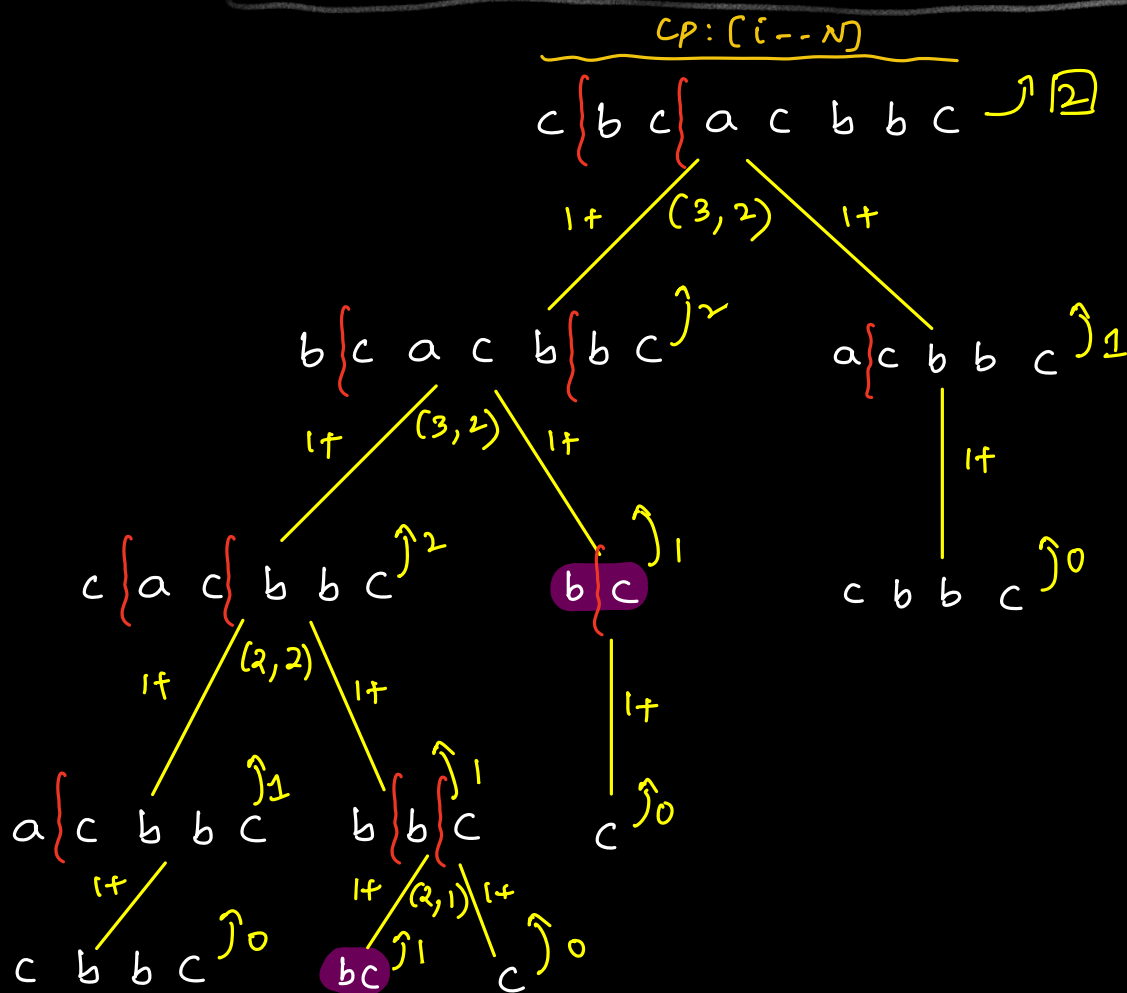 CP: [i--N]
c b c a c b b c 2
1+ (3,2) 1+
b c a c b b c 2
a c b b c 1
1+ (3,2) 1+
1+
c a c b b c 2
b c 1
c b b c 0
1+ (2,2) 1+
1+
a c b b c 1
b b c 1
c 0
1+
1+ (2,1) 1+
c b b c 0
bc 1
c 0